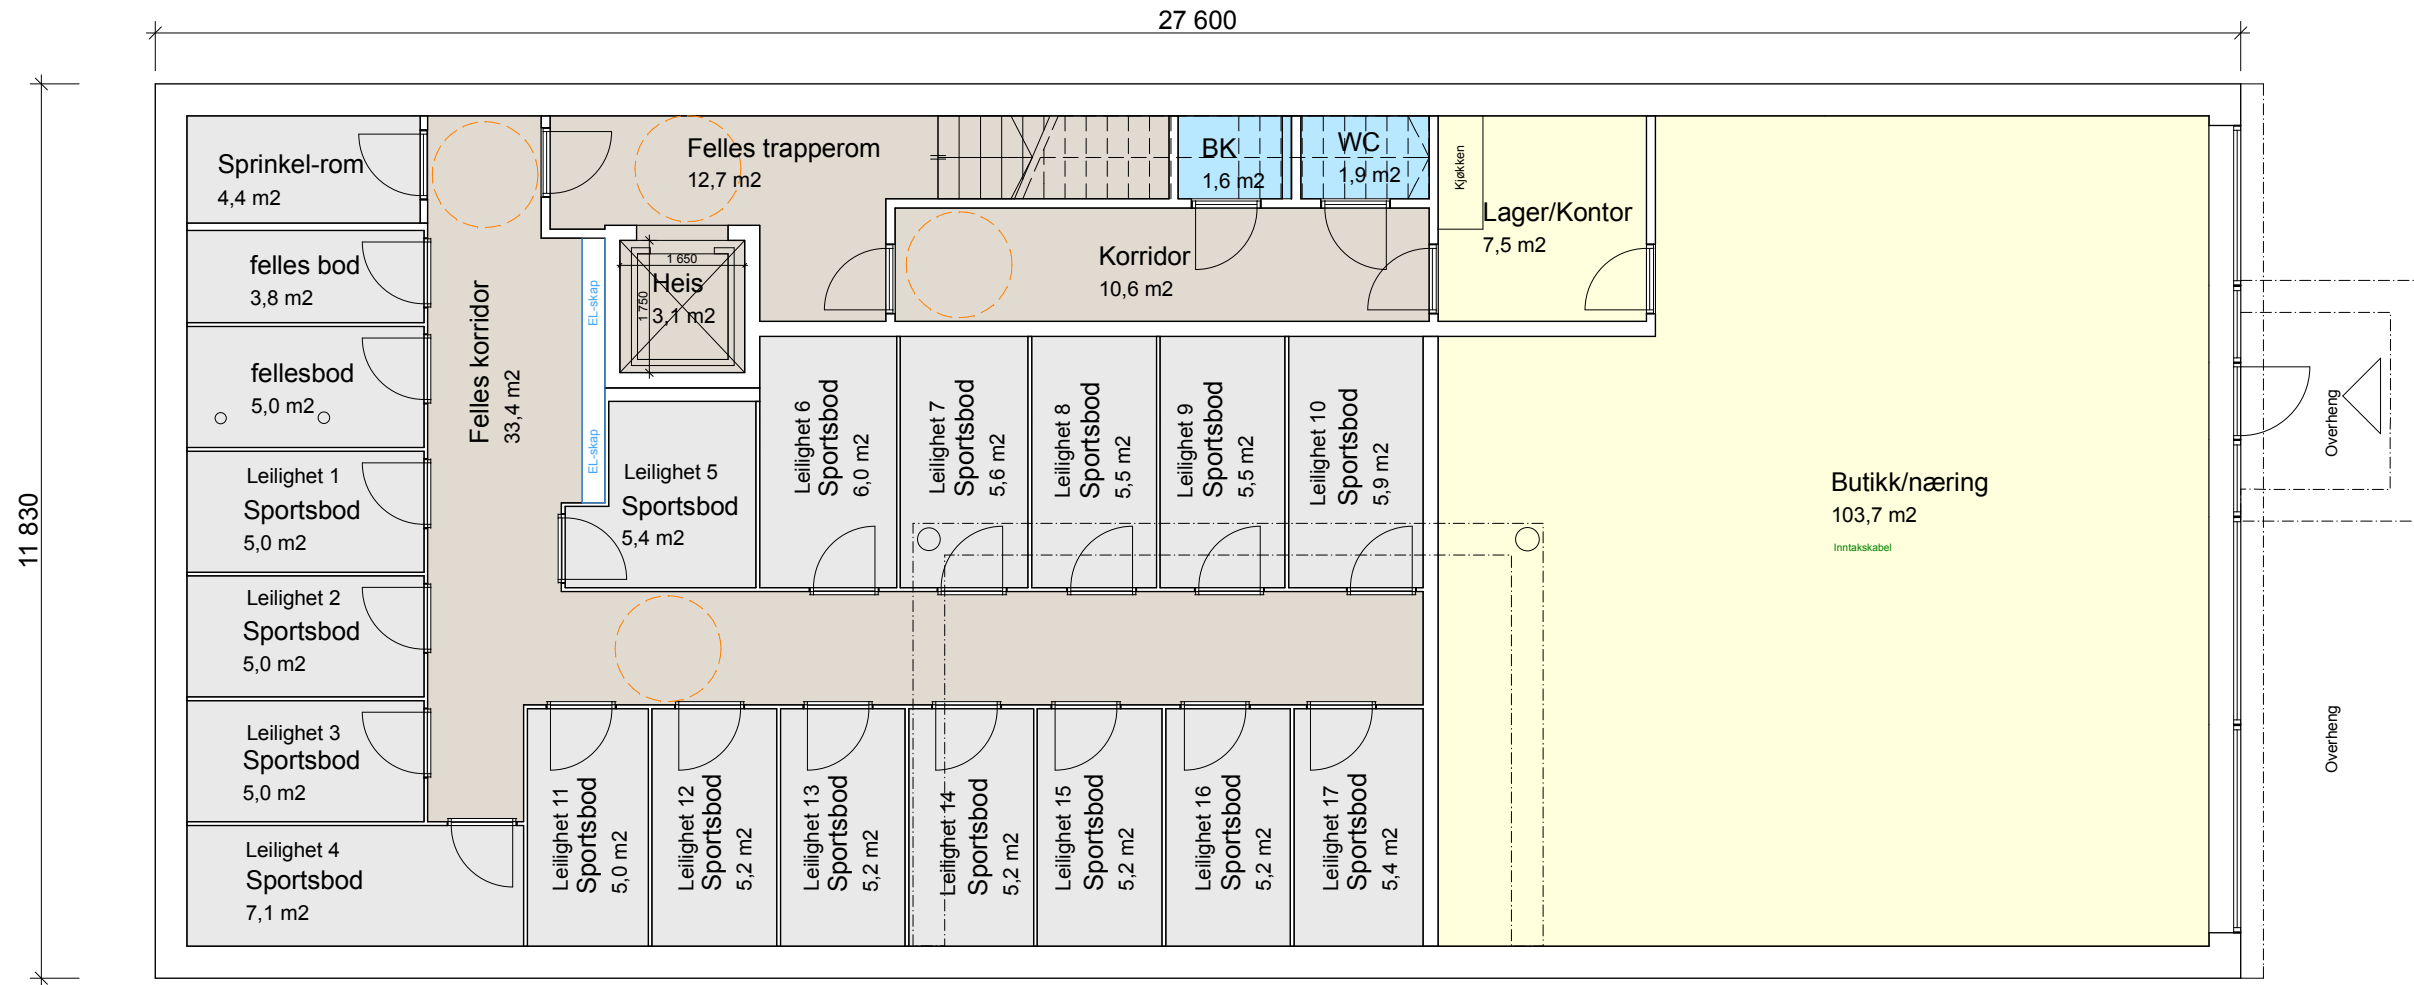 27 600
11 830
Sprinkel-rom
4,4 m2
felles bod
3,8 m2
fellesbod
5,0 m2
Leilighet 1
Sportsbod
5,0 m2
Leilighet 2
Sportsbod
5,0 m2
Leilighet 3
Sportsbod
5,0 m2
Leilighet 4
Sportsbod
7,1 m2
Felles korridor
33,4 m2
EL-skap
EL-skap
Felles trapperom
12,7 m2
1 650
1 750
Heis
3,1 m2
BK
1,6 m2
WC
1,9 m2
Korridor
10,6 m2
Kjøkken
Lager/Kontor
7,5 m2
Leilighet 5
Sportsbod
5,4 m2
Leilighet 6
Sportsbod
6,0 m2
Leilighet 7
Sportsbod
5,6 m2
Leilighet 8
Sportsbod
5,5 m2
Leilighet 9
Sportsbod
5,5 m2
Leilighet 10
Sportsbod
5,9 m2
Leilighet 11
Sportsbod
5,0 m2
Leilighet 12
Sportsbod
5,2 m2
Leilighet 13
Sportsbod
5,2 m2
Leilighet 14
Sportsbod
5,2 m2
Leilighet 15
Sportsbod
5,2 m2
Leilighet 16
Sportsbod
5,2 m2
Leilighet 17
Sportsbod
5,4 m2
Butikk/næring
103,7 m2
Inntakskabel
Overheng
Overheng